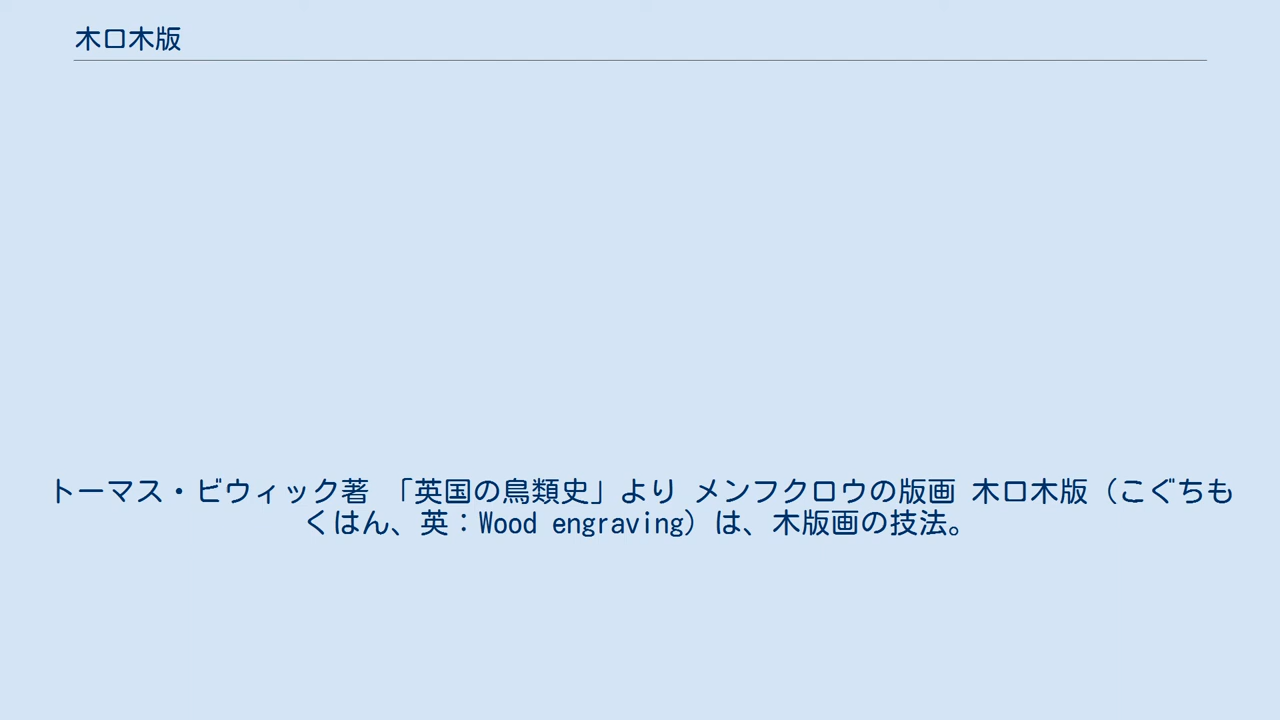 木口木版
トーマス・ビウィック著 「英国の鳥類史」より メンフクロウの版画 木口木版（こぐちも
くはん、英：Wood engraving）は、木版画の技法。